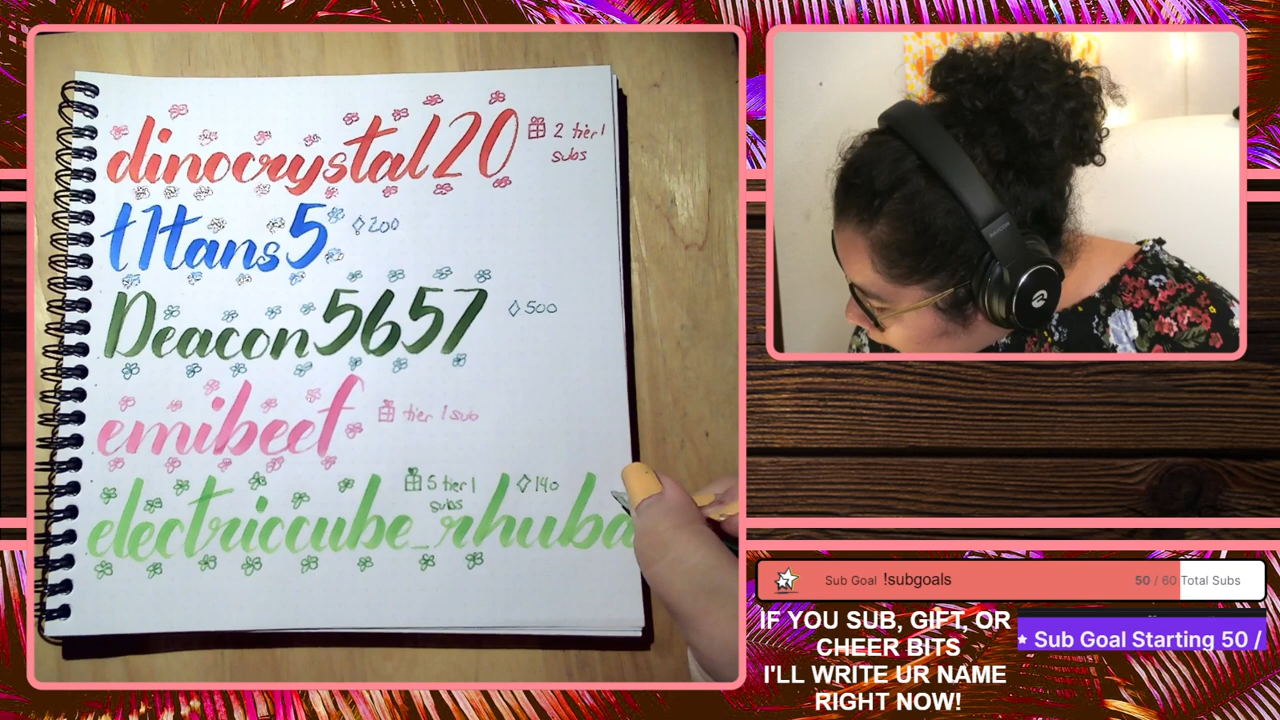 dinocrystal20 2 tier 1
subs
t1tans5 200
Deacon5657 500
emibeef tier 1 sub
5 tier 1 140
subs
electriccube_rhuba
Sub Goal !subgoals 50 / 60 Total Subs
IF YOU SUB, GIFT, OR
CHEER BITS
I'LL WRITE UR NAME
RIGHT NOW!
Sub Goal Starting 50 /